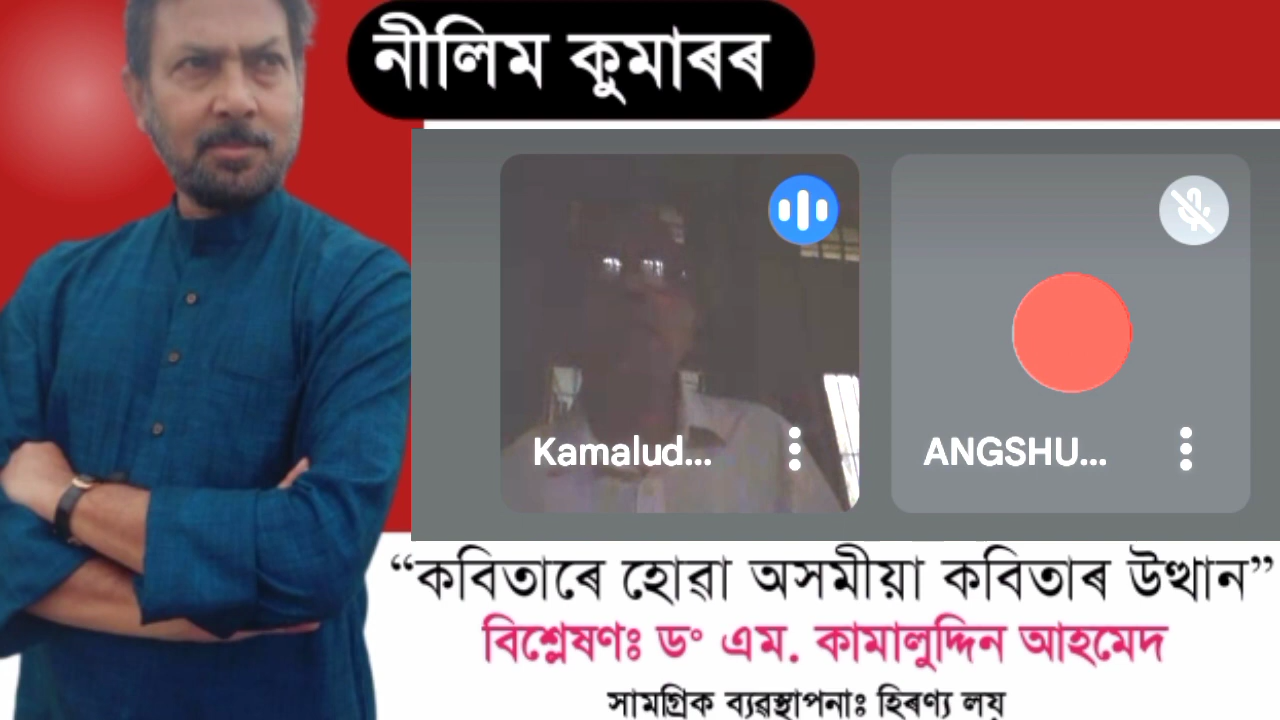 নীলিম কুমাৰৰ
Kamalud...
ANGSHU...
“কবিতাৰে হোৱা অসমীয়া কবিতাৰ উত্থান”
বিশ্লেষণঃ ড° এম. কামালুদ্দিন আহমেদ
সামগ্ৰিক ব্যৱস্থাপনাঃ হিৰণ্য লয়